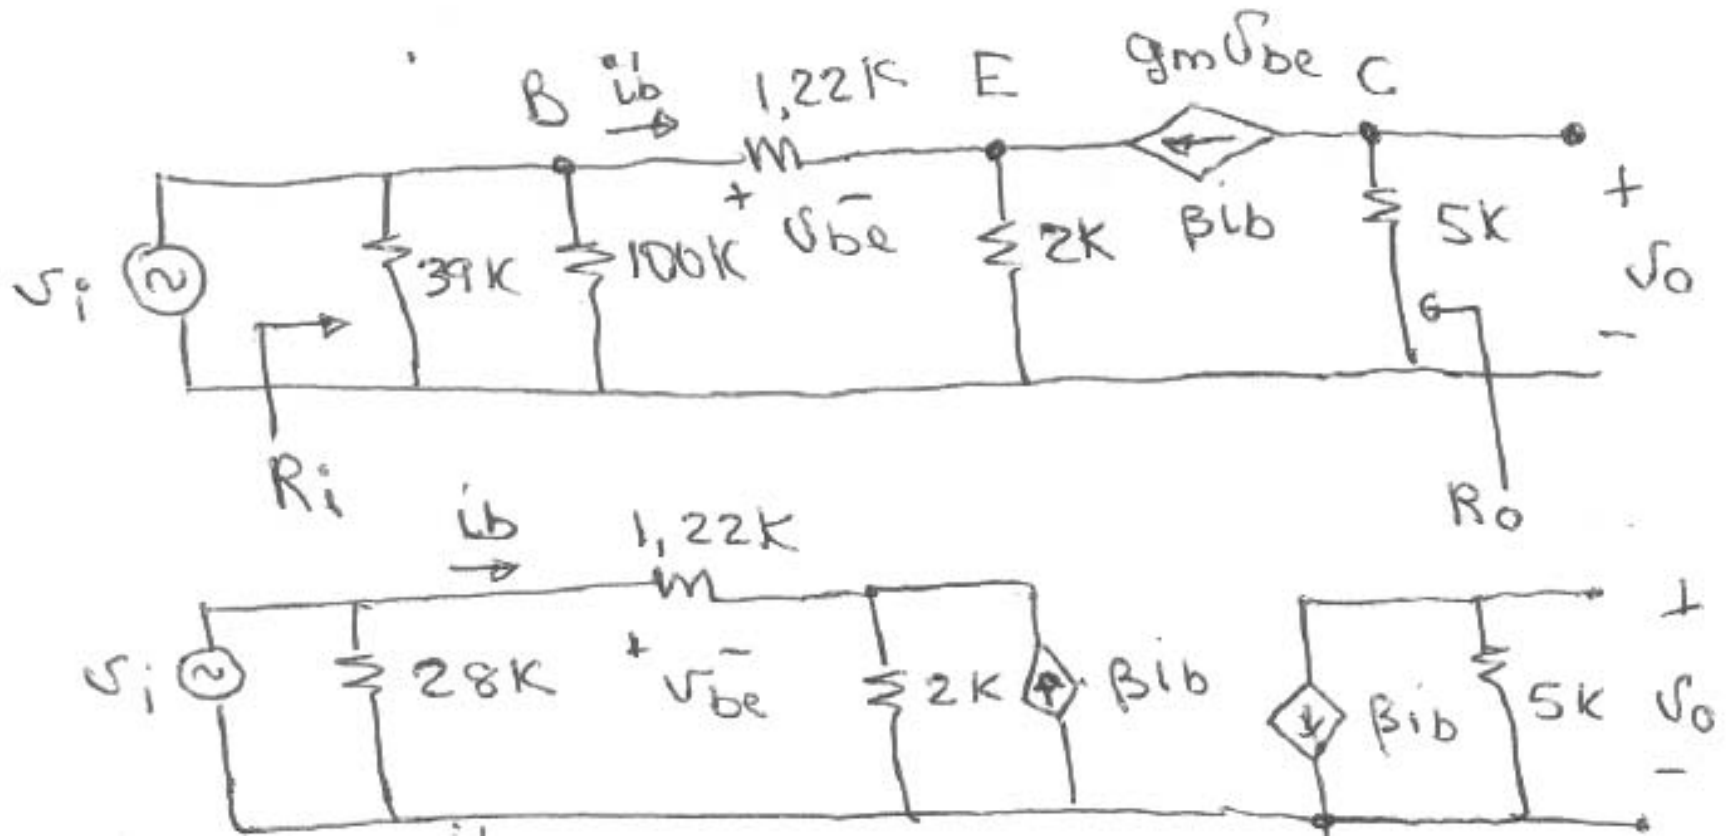 B ib 1,22K E gmVbe C
+ Vbe - βib
Vi 39K 100K 2K 5K + Vo -
Ri Ro
ib 1,22K
Vi 28K + Vbe - 2K βib βib 5K + Vo -